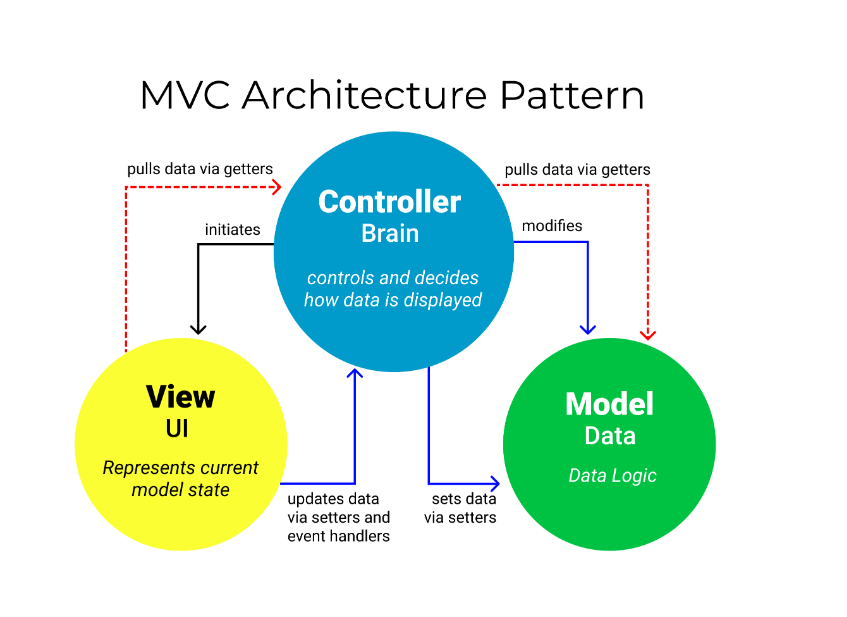 MVC Architecture Pattern
pulls data via getters
pulls data via getters
Controller
Brain
controls and decides
how data is displayed
initiates
modifies
View
UI
Represents current
model state
Model
Data
Data Logic
updates data
via setters and
event handlers
sets data
via setters